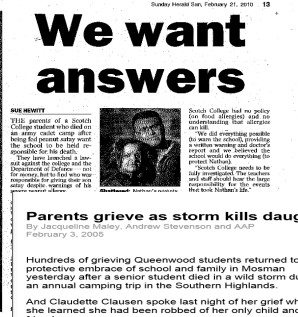 Sunday Herald Sun, February 21, 2010 13
We want
answers
SUE HEWITT
THE parents of a Scotch
College student who died on
an army cadet camp after
being fed peanut satay want
the school to be held re-
sponsible for his death.
They have launched a law-
suit against the college and the
Department of Defence — not
for money, but to find who was
responsible for giving their son
satay despite warnings of his
severe peanut allergy.
Shattered: Nathan's parents
Scotch College had no policy
(on food allergies) and no
understanding that allergies
can kill.
"We did everything possible
(to warn the school), providing
a written warning and doctor's
report and we believed the
school would do everything (to
protect Nathan).
"Scotch College needs to be
fully investigated. The teachers
and staff should bear the large
responsibility for the events
that took Nathan's life."
Parents grieve as storm kills daug
By Jacqueline Maley, Andrew Stevenson and AAP
February 3, 2005
Hundreds of grieving Queenwood students returned to
protective embrace of school and family in Mosman
yesterday after a senior student died in a wild storm du
an annual camping trip in the Southern Highlands.
And Claudette Clausen spoke last night of her grief wh
she learned she had been robbed of her only child and